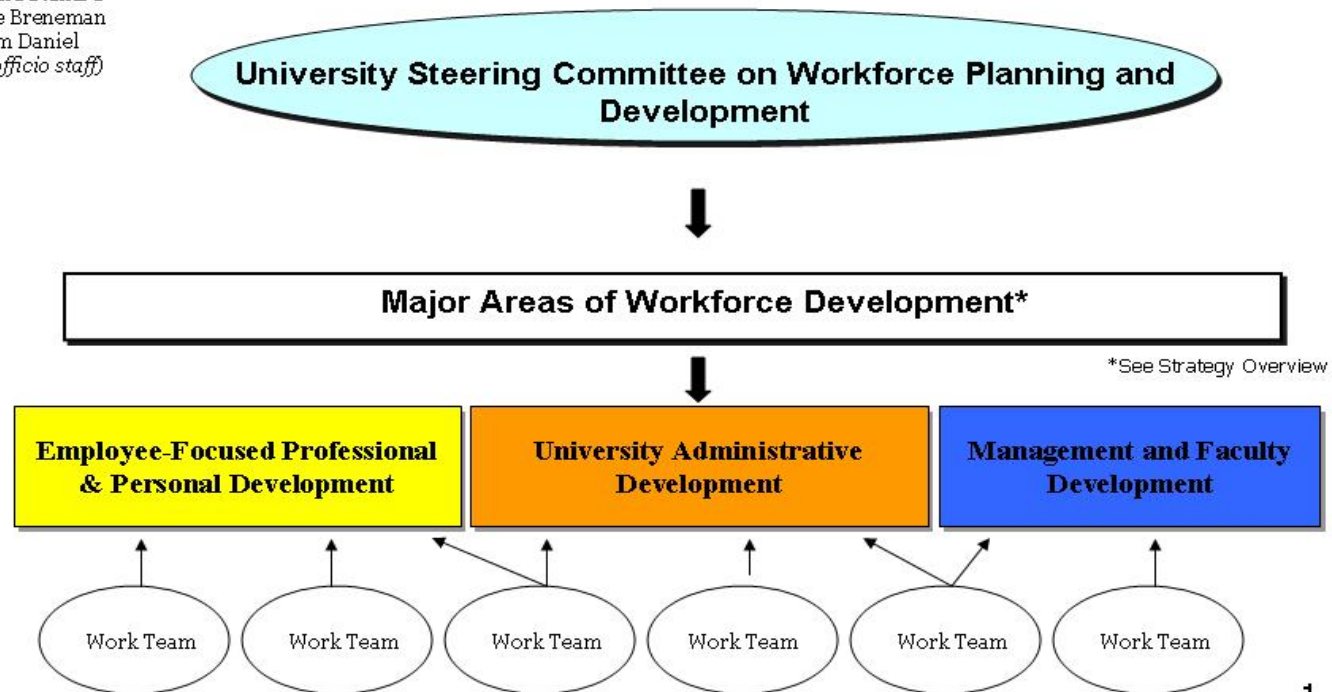 Breneman
Daniel
staff)
University Steering Committee on Workforce Planning and
Development
Major Areas of Workforce Development*
*See Strategy Overview
Employee-Focused Professional
& Personal Development
University Administrative
Development
Management and Faculty
Development
Work Team
Work Team
Work Team
Work Team
Work Team
Work Team
1